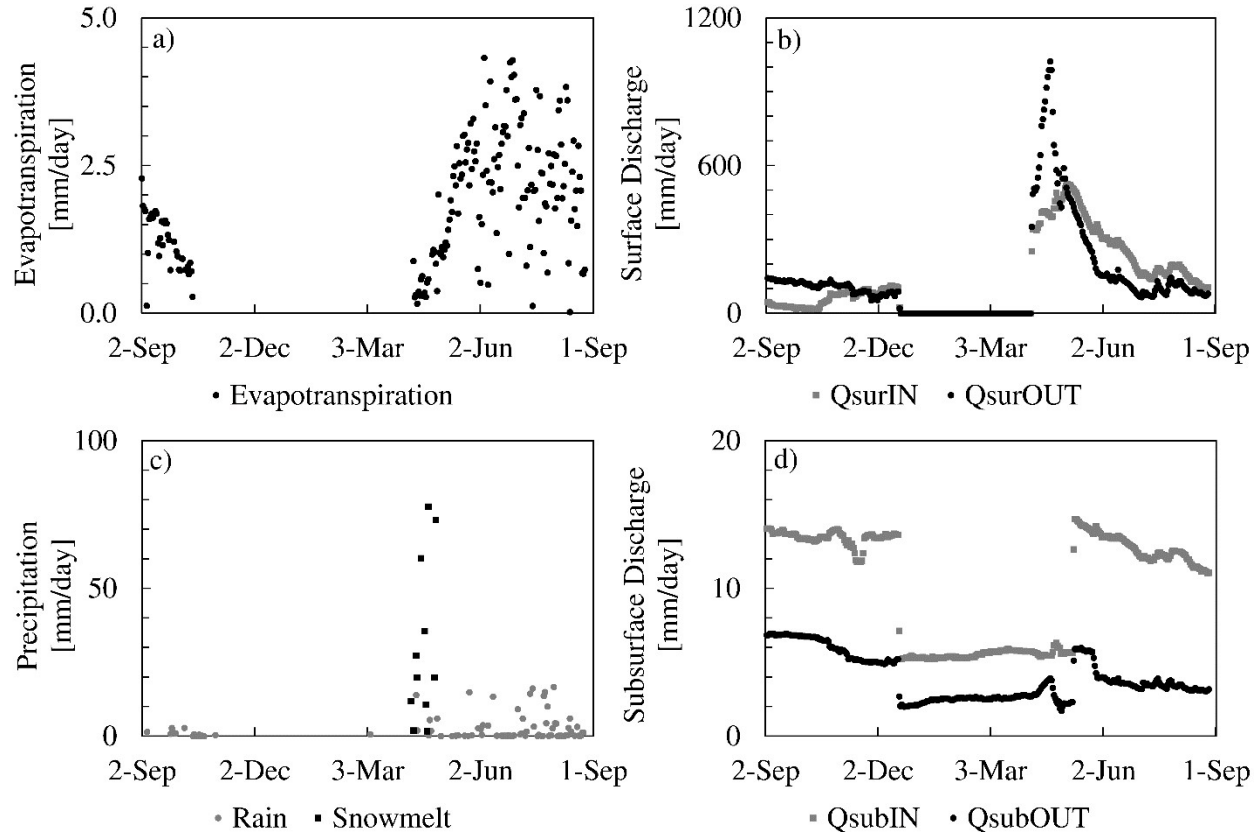 a)
5.0
2.5
0.0
Evapotranspiration
[mm/day]
2-Sep 2-Dec 3-Mar 2-Jun 1-Sep
Evapotranspiration
b)
1200
600
0
Surface Discharge
[mm/day]
2-Sep 2-Dec 3-Mar 2-Jun 1-Sep
QsurIN QsurOUT
c)
100
50
0
Precipitation
[mm/day]
2-Sep 2-Dec 3-Mar 2-Jun 1-Sep
Rain Snowmelt
d)
20
10
0
Subsurface Discharge
[mm/day]
2-Sep 2-Dec 3-Mar 2-Jun 1-Sep
QsubIN QsubOUT